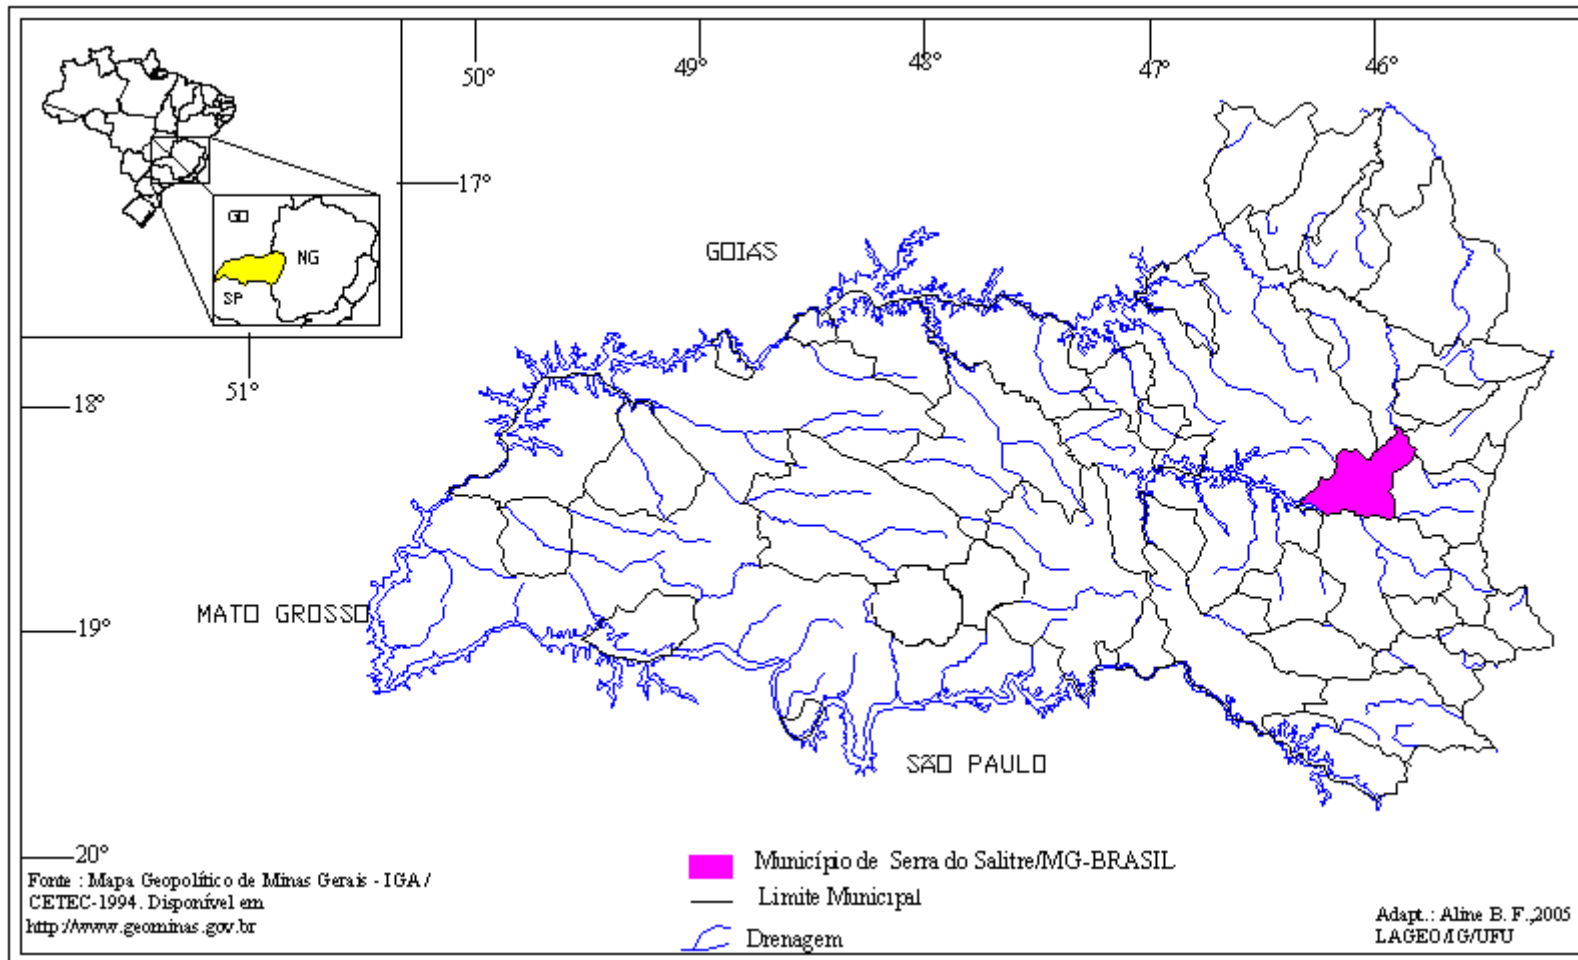 50°
49°
48°
47°
46°
17°
GO
NG
SP
GOIÁS
51°
18°
MATO GROSSO
19°
SÃO PAULO
20°
Município de Serra do Salitre/MG-BRASIL
Limite Municipal
Drenagem
Fonte : Mapa Geopolítico de Minas Gerais - IGA /
CETEC-1994. Disponível em
http://www.geominas.gov.br
Adapt.: Aline B. F.,2005
LAGEO/IG/UFU